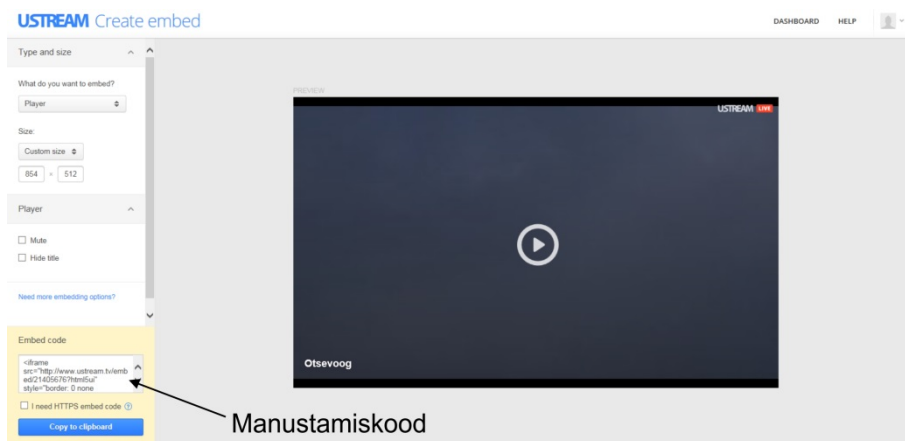 USTREAM Create embed
DASHBOARD HELP
Type and size
What do you want to embed?
Player
Size:
Custom size
854 × 512
Player
Mute
Hide title
Need more embedding options?
Embed code
<iframe
src="http://www.ustream.tv/emb
ed/21405676?html5ui"
style="border: 0 none
I need HTTPS embed code ?
Copy to clipboard
PREVIEW
USTREAM LIVE
Otsevoog
Manustamiskood